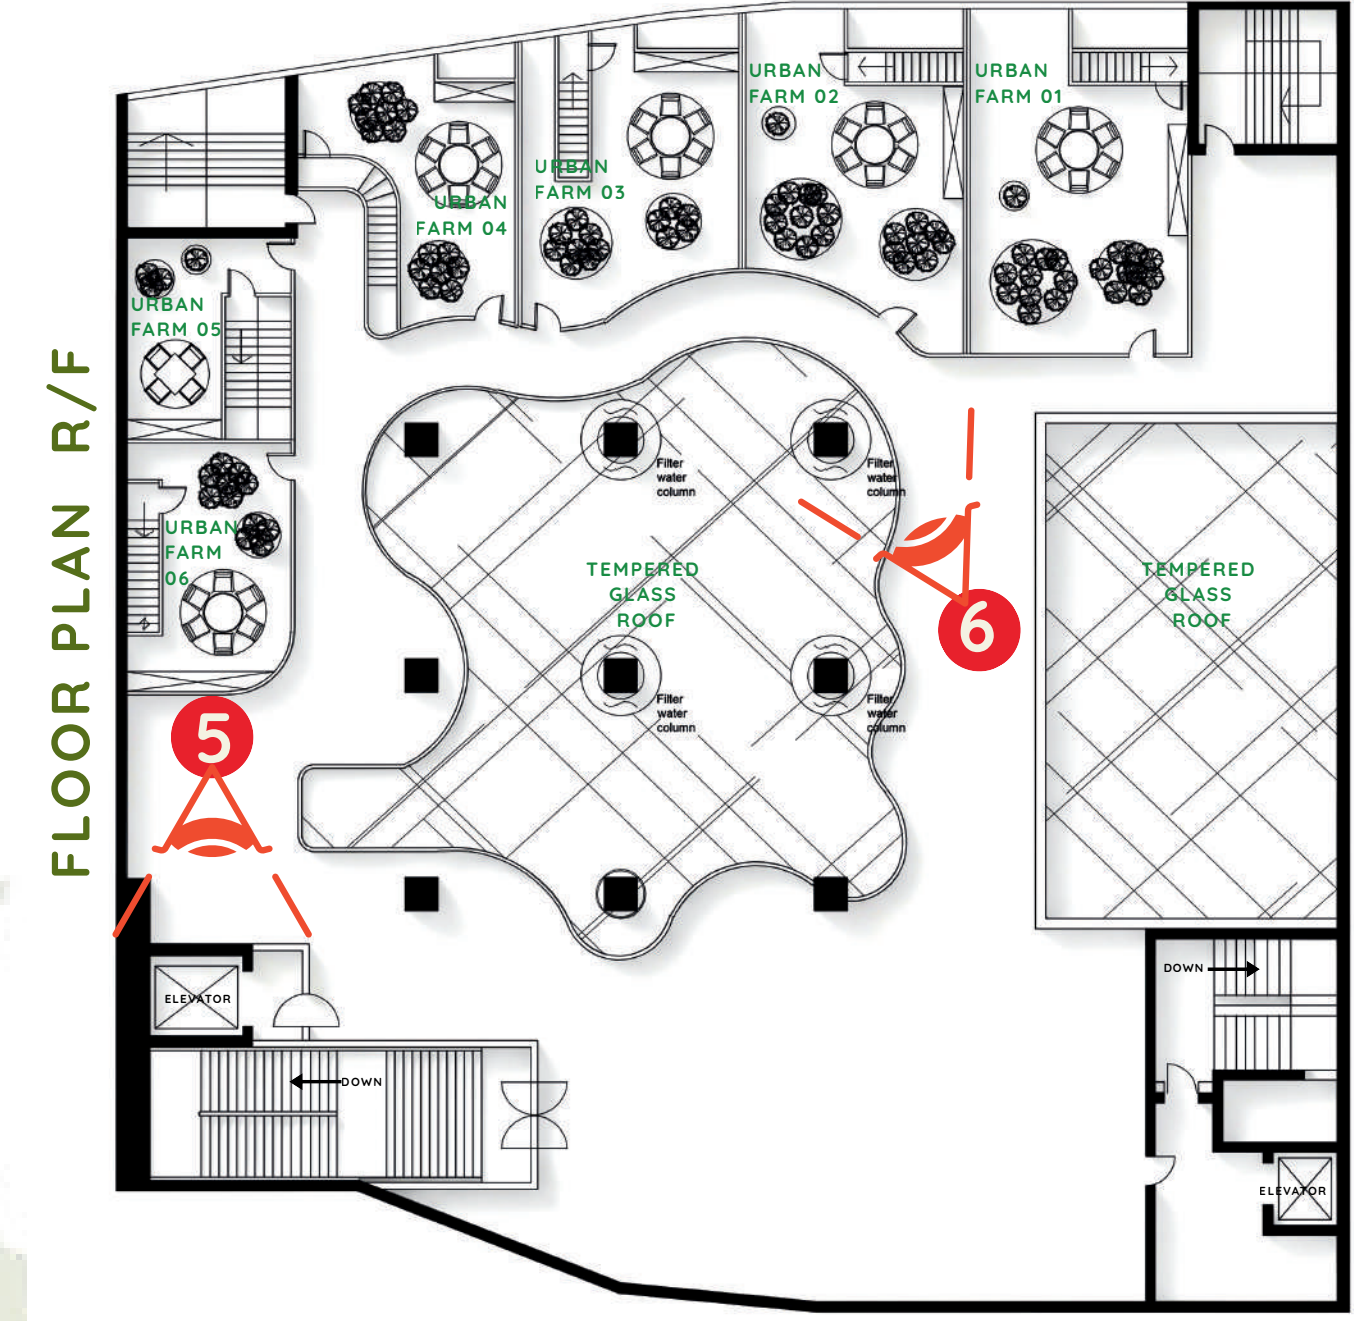 FLOOR PLAN R/F
URBAN
FARM 04
URBAN
FARM 03
URBAN
FARM 02
URBAN
FARM 01
URBAN
FARM 05
URBAN
FARM
06
Filter
water
column
Filter
water
column
TEMPERED
GLASS
ROOF
TEMPERED
GLASS
ROOF
6
Filter
water
column
Filter
water
column
5
ELEVATOR
DOWN
DOWN
ELEVATOR